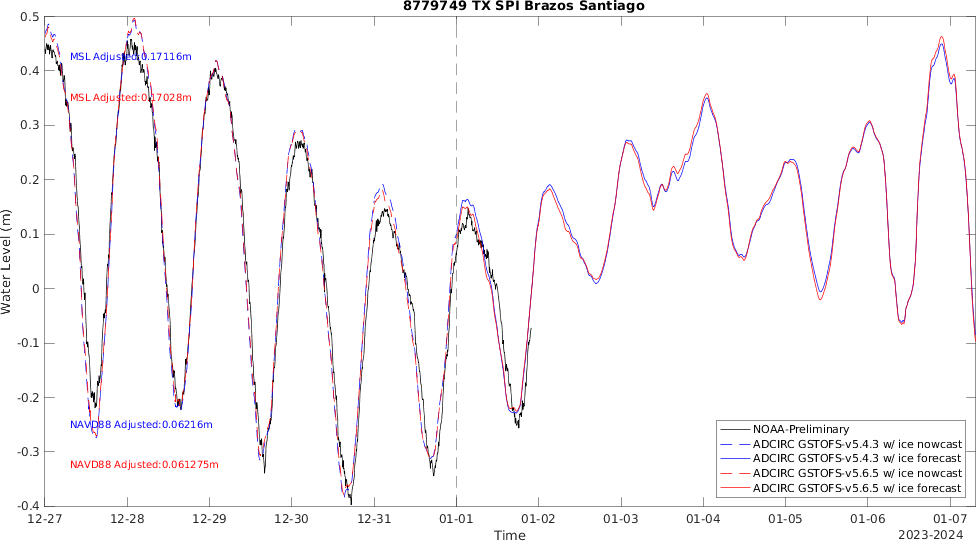 8779749 TX SPI Brazos Santiago
0.5
0.4
0.3
0.2
0.1
0
-0.1
-0.2
-0.3
-0.4
Water Level (m)
MSL Adjusted:0.17116m
MSL Adjusted:0.17028m
NAVD88 Adjusted:0.06216m
NAVD88 Adjusted:0.061275m
NOAA-Preliminary
ADCIRC GSTOFS-v5.4.3 w/ ice nowcast
ADCIRC GSTOFS-v5.4.3 w/ ice forecast
ADCIRC GSTOFS-v5.6.5 w/ ice nowcast
ADCIRC GSTOFS-v5.6.5 w/ ice forecast
12-27 12-28 12-29 12-30 12-31 01-01 01-02 01-03 01-04 01-05 01-06 01-07
Time
2023-2024